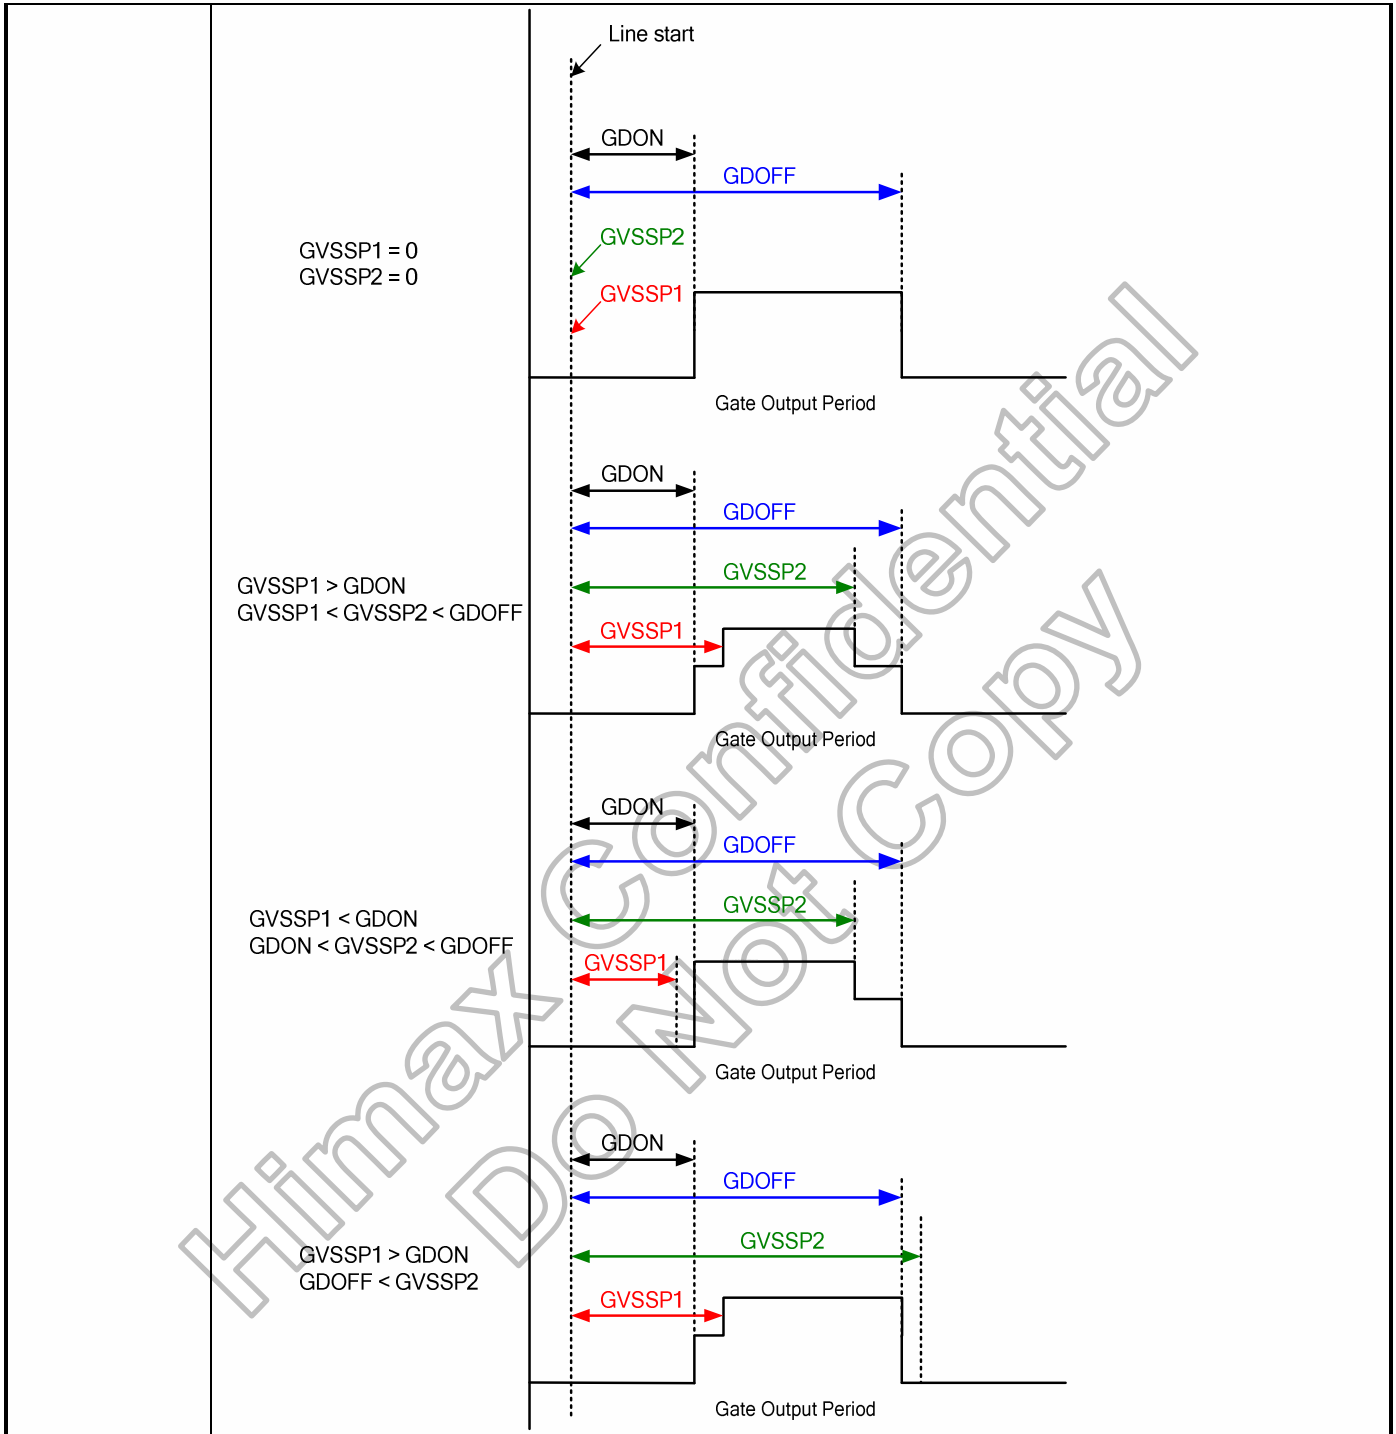 Line start
GDON
GDOFF
GVSSP2
GVSSP1 = 0
GVSSP2 = 0
GVSSP1
Gate Output Period
GDON
GDOFF
GVSSP2
GVSSP1 > GDON
GVSSP1 < GVSSP2 < GDOFF
GVSSP1
Gate Output Period
GDON
GDOFF
GVSSP2
GVSSP1 < GDON
GDON < GVSSP2 < GDOFF
GVSSP1
Gate Output Period
GDON
GDOFF
GVSSP2
GVSSP1 > GDON
GDOFF < GVSSP2
GVSSP1
Gate Output Period
Himax Confidential
Do Not Copy